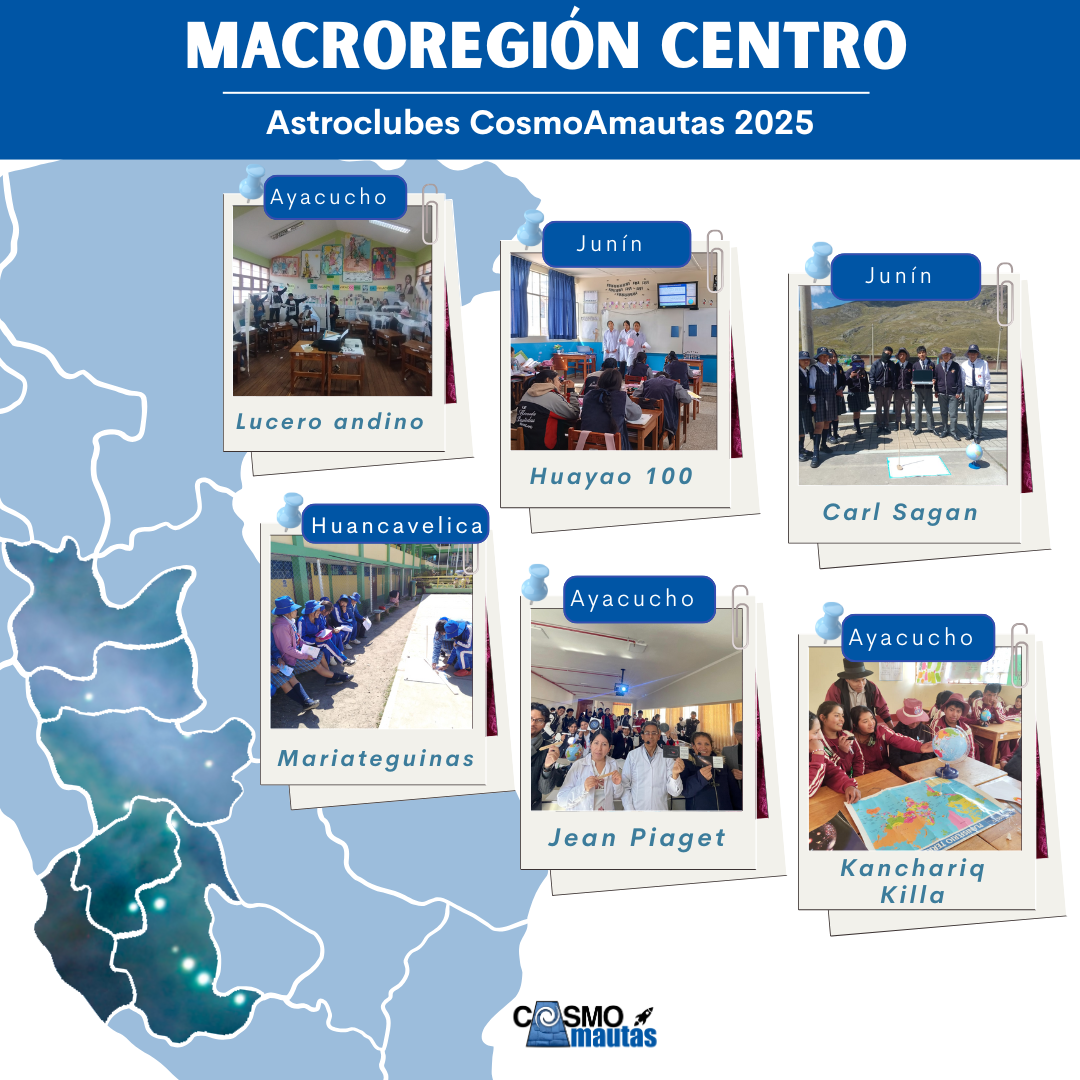 MACROREGIÓN CENTRO
Astroclubes CosmoAmautas 2025
Ayacucho
Lucero andino
Junín
Huayao 100
Junín
Carl Sagan
Huancavelica
Mariateguinas
Ayacucho
Jean Piaget
Ayacucho
Kanchariq
Killa
COSMO
mautas